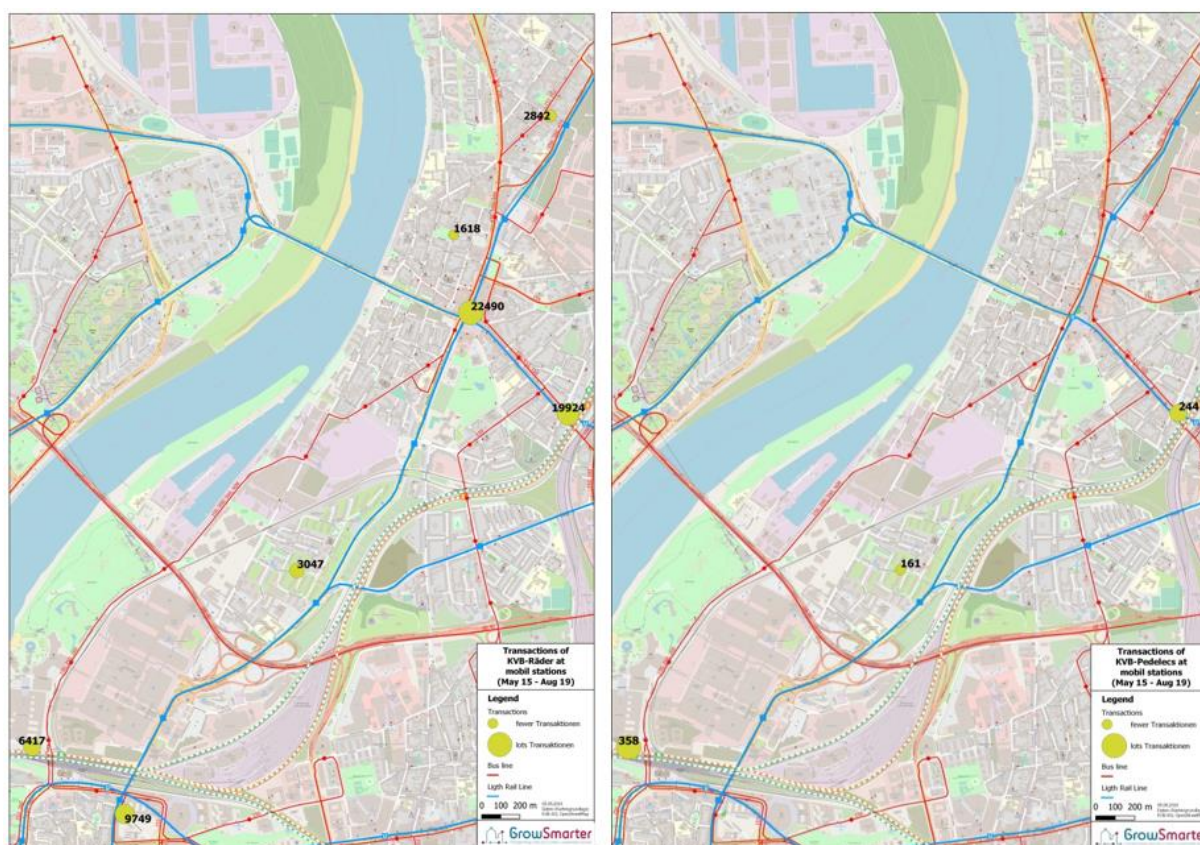 2842
1618
22490
19924
3047
6417
9749
Transactions of
KVB-Räder at
mobil stations
(May 15 - Aug 19)
Legend
Transactions
fewer Transaktionen
lots Transaktionen
Bus line
Ligth Rail Line
0 100 200 m
GrowSmarter
244
161
358
Transactions of
KVB-Pedelecs at
mobil stations
(May 15 - Aug 19)
Legend
Transactions
fewer Transaktionen
lots Transaktionen
Bus line
Ligth Rail Line
0 100 200 m
GrowSmarter